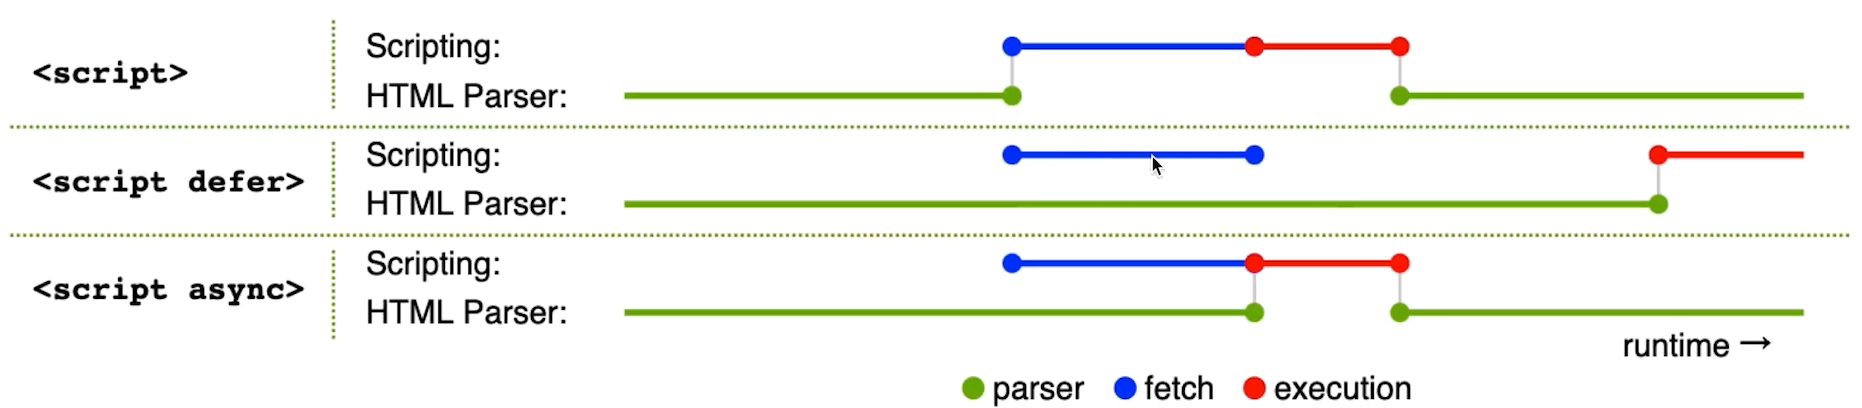 <script>
Scripting:
HTML Parser:
<script defer>
Scripting:
HTML Parser:
<script async>
Scripting:
HTML Parser:
runtime →
parser fetch execution